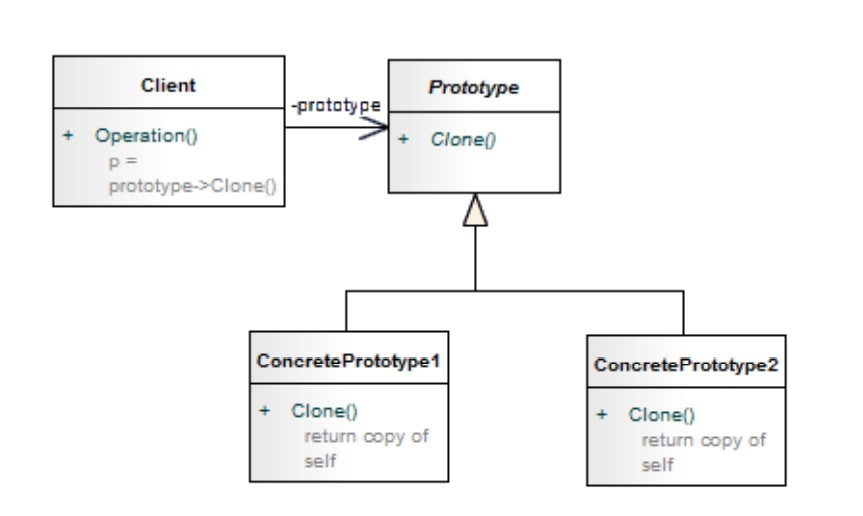 Client
+ Operation()
p =
prototype->Clone()
-prototype
Prototype
+ Clone()
ConcretePrototype1
+ Clone()
return copy of
self
ConcretePrototype2
+ Clone()
return copy of
self